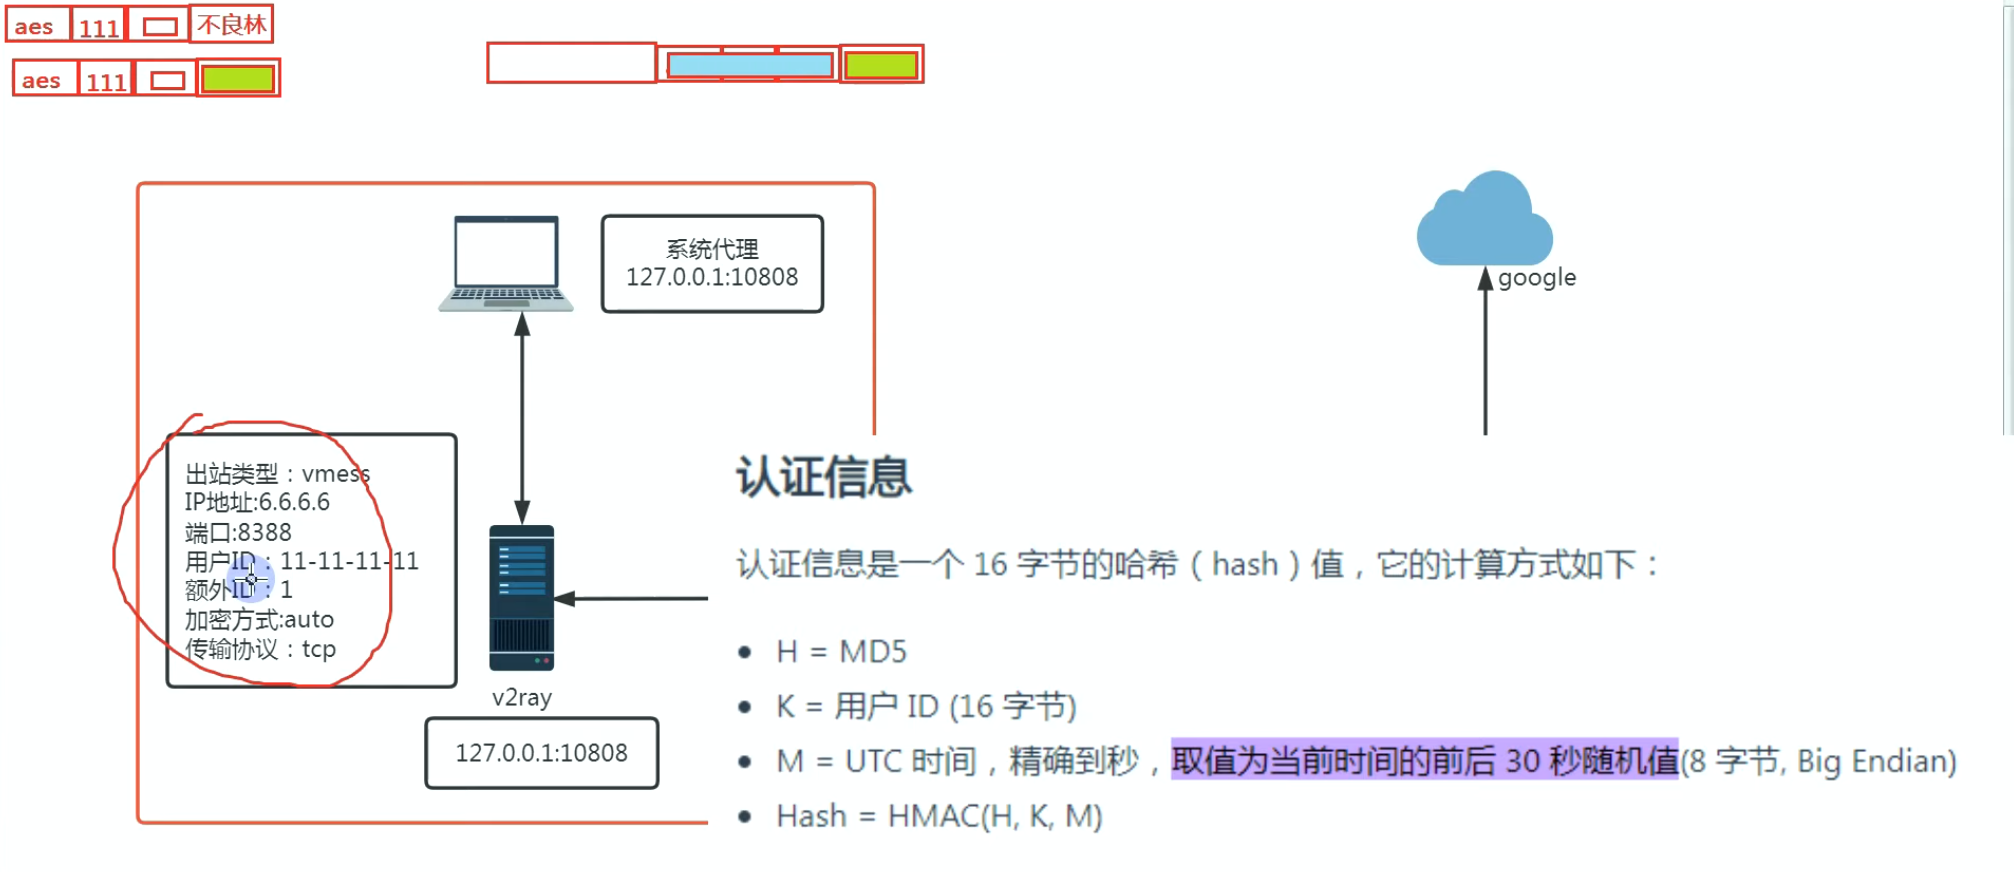 aes 111 不良林
aes 111
系统代理
127.0.0.1:10808
google
出站类型：vmess
IP地址:6.6.6.6
端口:8388
用户ID：11-11-11-11
额外ID：1
加密方式:auto
传输协议：tcp
v2ray
127.0.0.1:10808
认证信息
认证信息是一个 16 字节的哈希（hash）值，它的计算方式如下：
• H = MD5
• K = 用户 ID (16 字节)
• M = UTC 时间，精确到秒，取值为当前时间的前后 30 秒随机值(8 字节, Big Endian)
• Hash = HMAC(H, K, M)